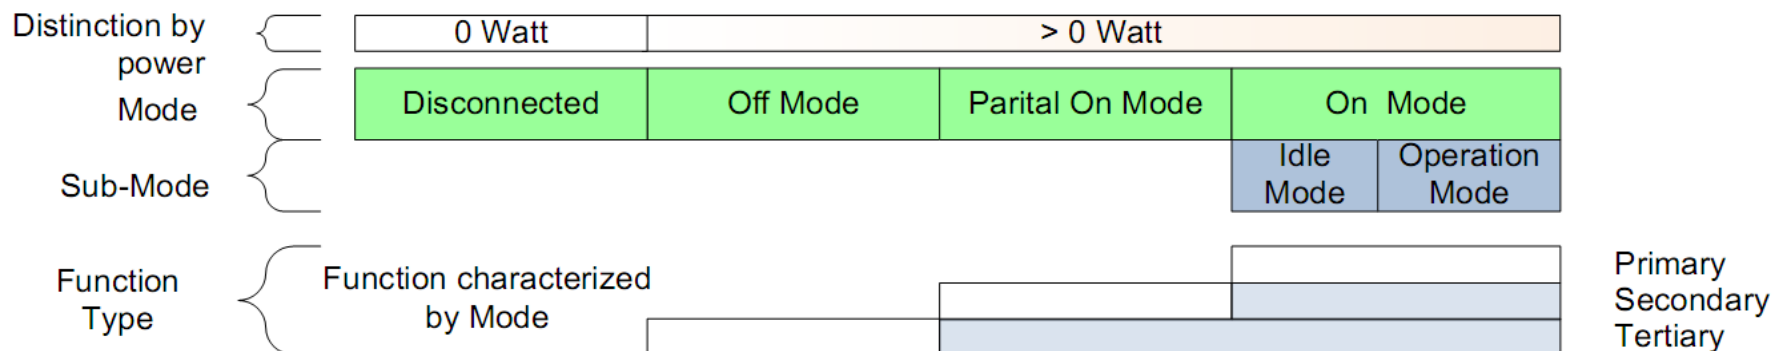 Distinction by
power
0 Watt
> 0 Watt
Mode
Disconnected
Off Mode
Parital On Mode
On Mode
Sub-Mode
Idle
Mode
Operation
Mode
Function
Type
Function characterized
by Mode
Primary
Secondary
Tertiary